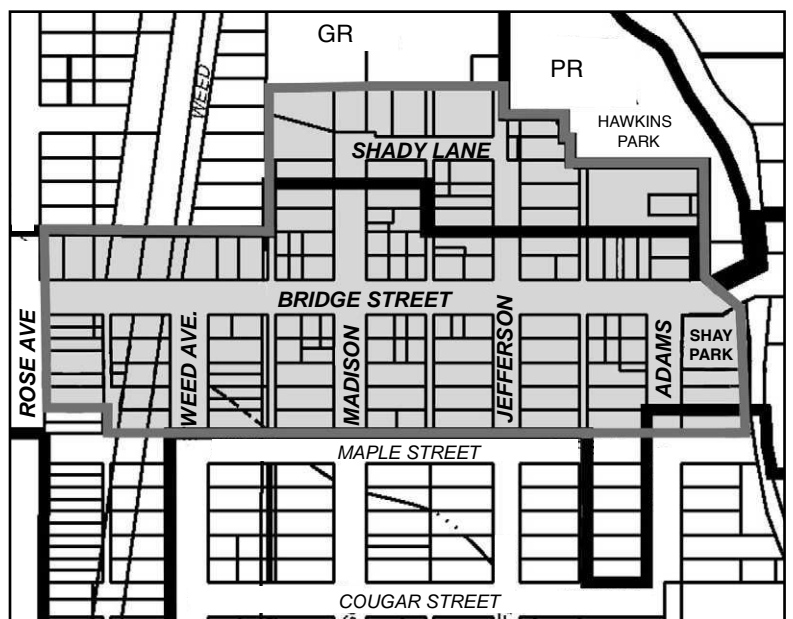 GR
PR
WEED
HAWKINS
PARK
SHADY LANE
BRIDGE STREET
ROSE AVE
WEED AVE.
MADISON
JEFFERSON
ADAMS
SHAY
PARK
MAPLE STREET
COUGAR STREET